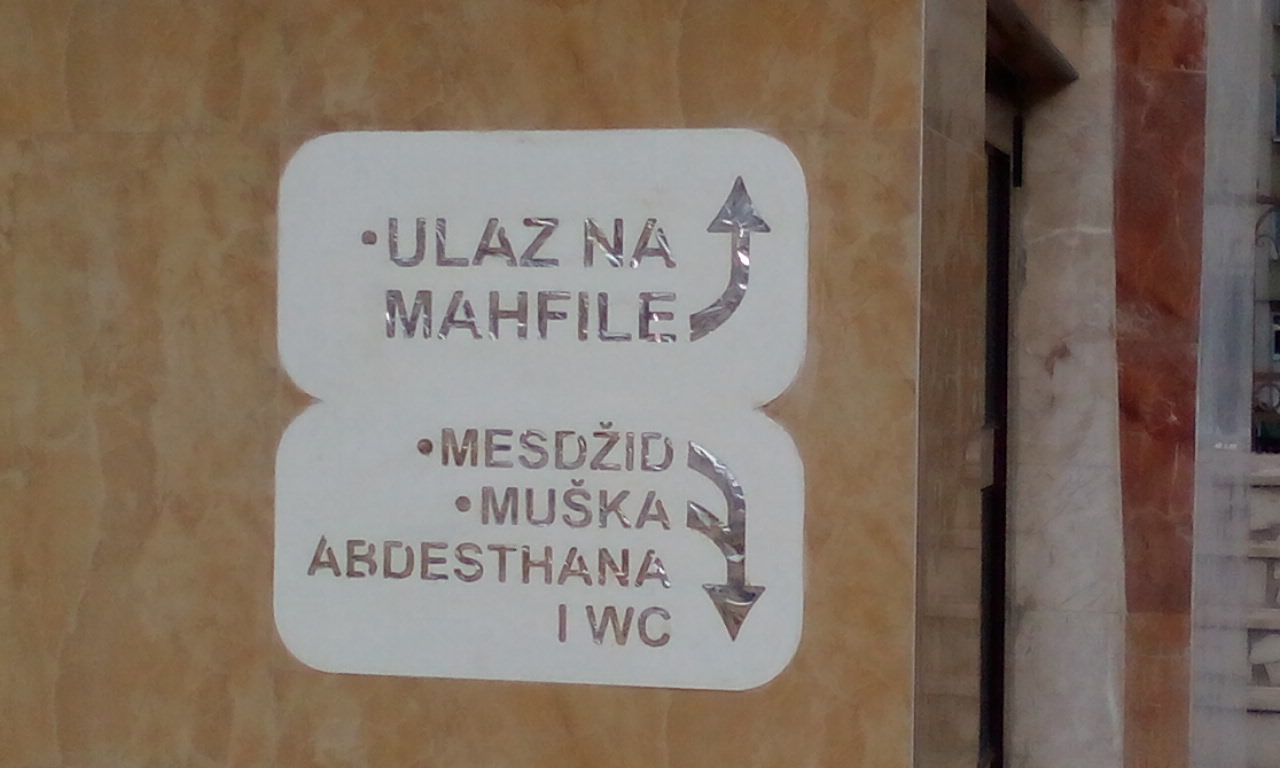 •ULAZ NA
MAHFILE
•MESDŽID
•MUŠKA
ABDESTHANA
I WC